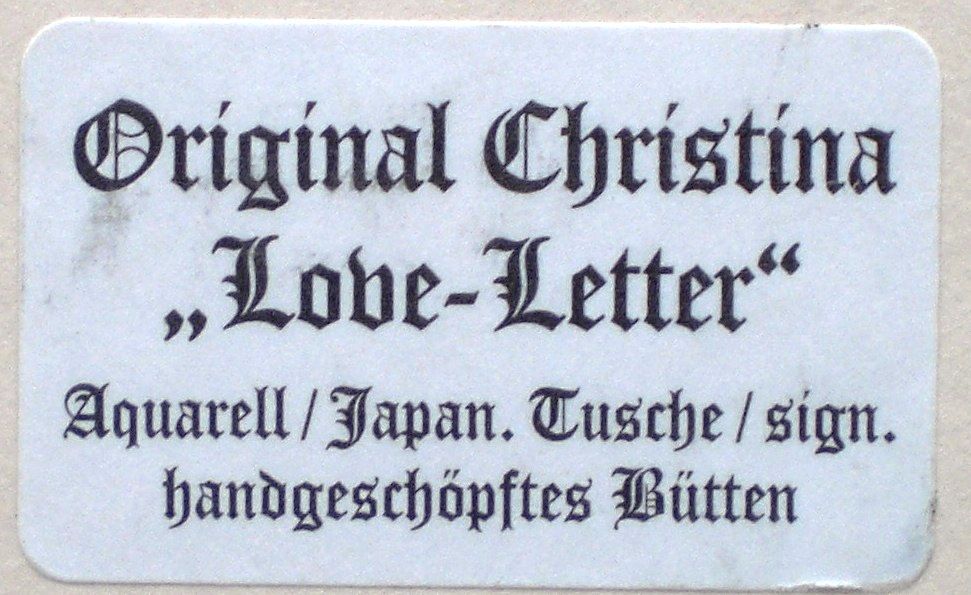 Original Christina
„Love-Letter“
Aquarell / Japan. Tusche / sign.
handgeschöpftes Bütten